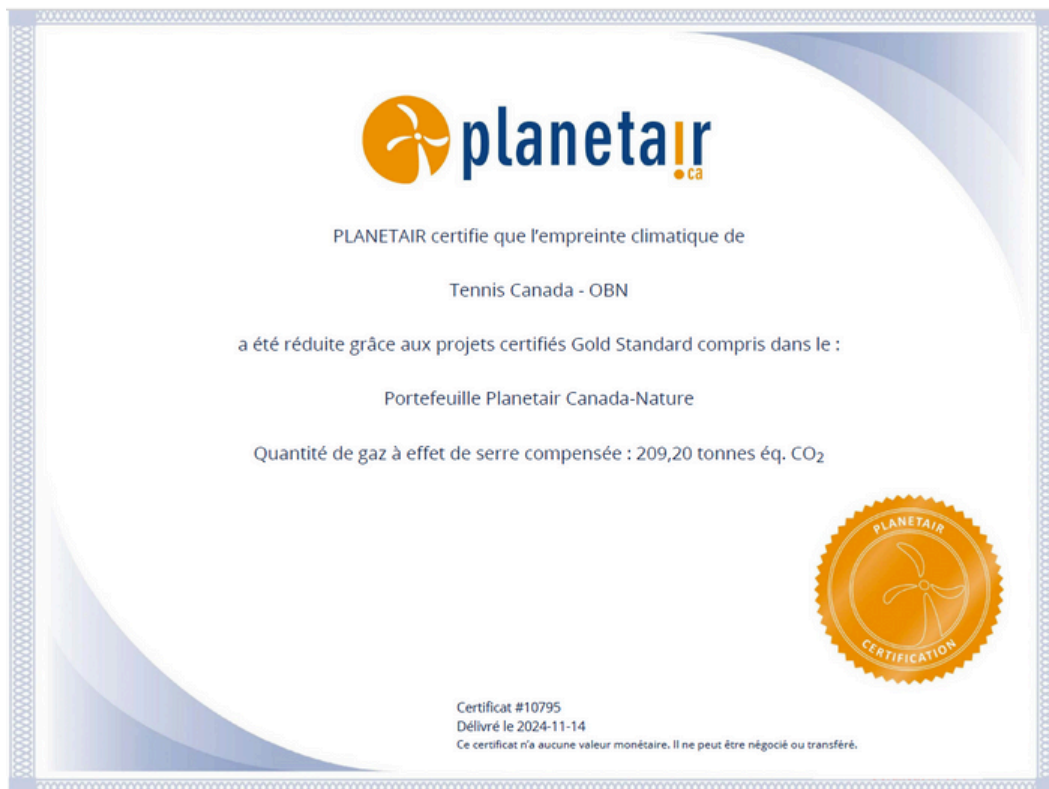 planetair
.ca
PLANETAIR certifie que l'empreinte climatique de
Tennis Canada - OBN
a été réduite grâce aux projets certifiés Gold Standard compris dans le :
Portefeuille Planetair Canada-Nature
Quantité de gaz à effet de serre compensée : 209,20 tonnes éq. CO₂
PLANETAIR
CERTIFICATION
Certificat #10795
Délivré le 2024-11-14
Ce certificat n'a aucune valeur monétaire. Il ne peut être négocié ou transféré.